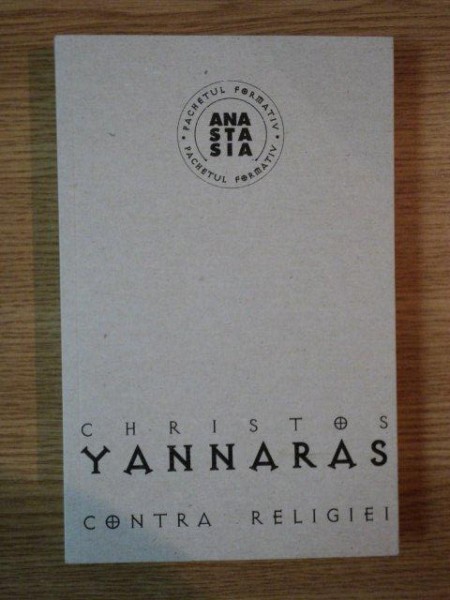 PACHETUL FORMATIV
ANA
STA
SIA
PACHETUL FORMATIV
CHRISTOS
YANNARAS
CONTRA RELIGIEI